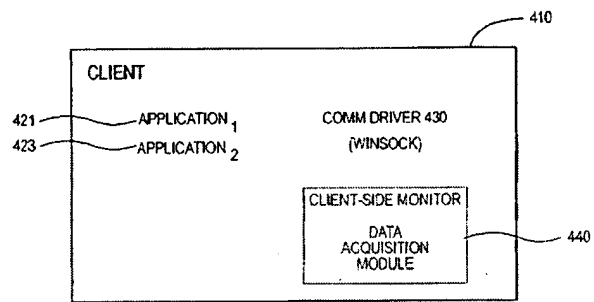 410
CLIENT
421 APPLICATION 1 COMM DRIVER 430
423 APPLICATION 2 (WINSOCK)
CLIENT-SIDE MONITOR
DATA
ACQUISITION
MODULE
440